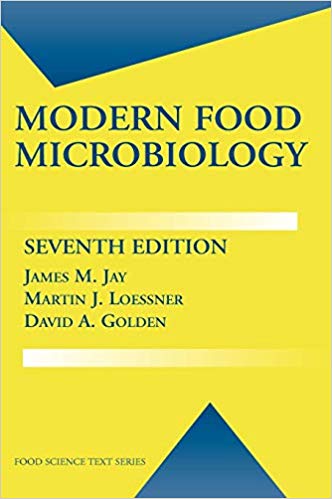 MODERN FOOD
MICROBIOLOGY
SEVENTH EDITION
JAMES M. JAY
MARTIN J. LOESSNER
DAVID A. GOLDEN
FOOD SCIENCE TEXT SERIES